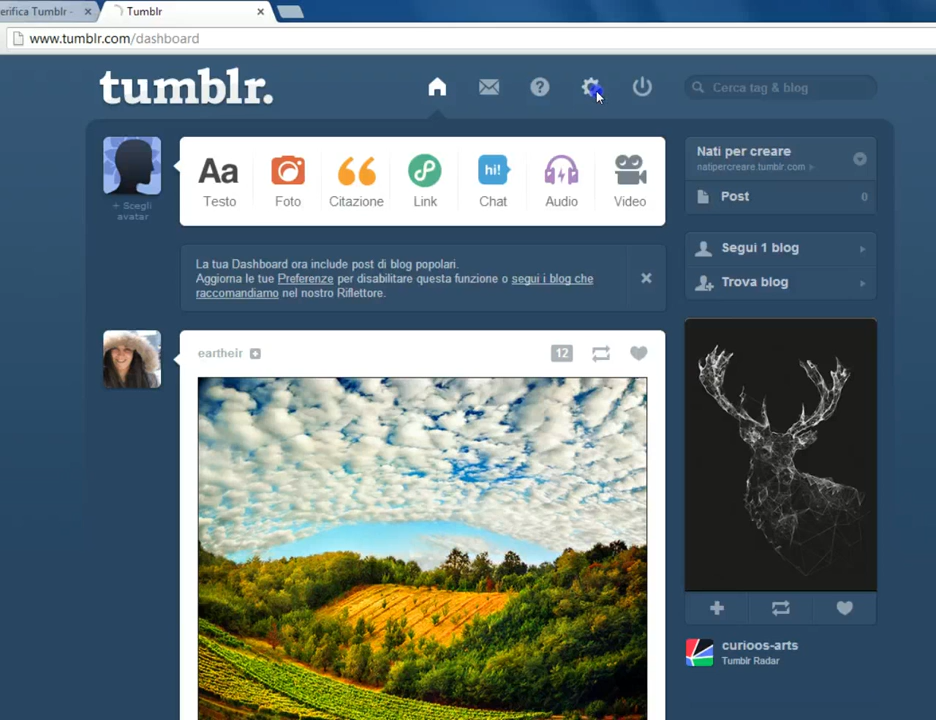 erifica Tumblr -
Tumblr
www.tumblr.com/dashboard
tumblr.
Cerca tag & blog
Aa
hi!
Testo
Foto
Citazione
Link
Chat
Audio
Video
+ Scegli
avatar
Nati per creare
natipercreare.tumblr.com
Post
0
La tua Dashboard ora include post di blog popolari.
Aggiorna le tue Preferenze per disabilitare questa funzione o segui i blog che
raccomandiamo nel nostro Riflettore.
Segui 1 blog
Trova blog
eartheir
12
curioos-arts
Tumblr Radar